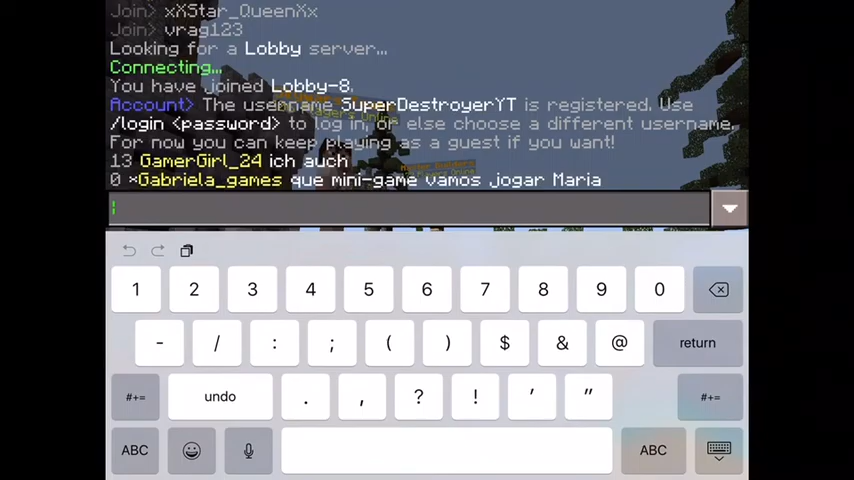 Join> xXStar_QueenXx
Join> vrag123
Looking for a Lobby server...
Connecting...
You have joined Lobby-8.
Account> The username SuperDestroyerYT is registered. Use
/login <password> to log in, or else choose a different username.
For now you can keep playing as a guest if you want!
13 GamerGirl_24 ich auch
0 *Gabriela_games que mini-game vamos jogar Maria
1 2 3 4 5 6 7 8 9 0
- / : ; ( ) $ & @ return
#+= undo . , ? ! ' " #+=
ABC ABC